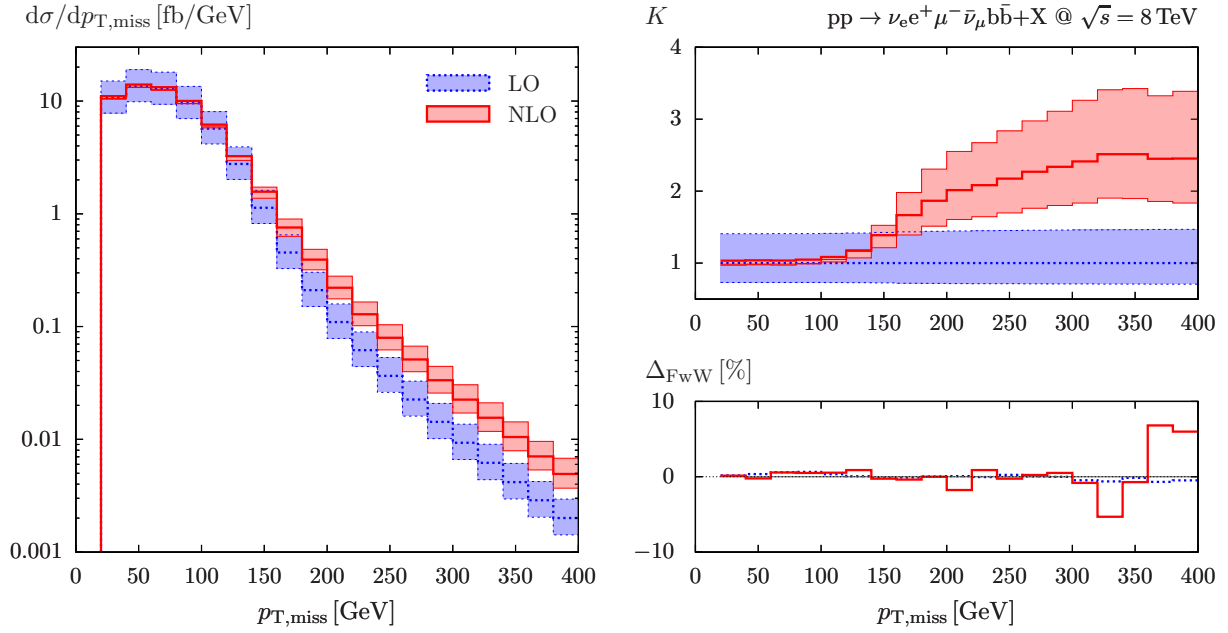 dσ/dp_T,miss [fb/GeV]
10
1
0.1
0.01
0.001
0 50 100 150 200 250 300 350 400
p_T,miss [GeV]
LO
NLO
K
pp → ν_e e⁺ μ⁻ ν̄_μ b b̄+X @ √s = 8 TeV
4
3
2
1
0 50 100 150 200 250 300 350 400
Δ_FwW [%]
10
0
−10
0 50 100 150 200 250 300 350 400
p_T,miss [GeV]